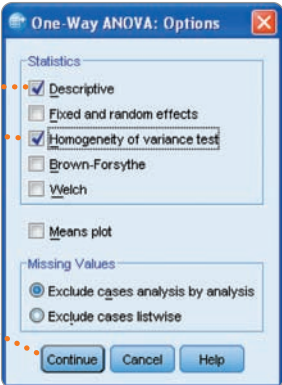 One-Way ANOVA: Options
Statistics
Descriptive
Fixed and random effects
Homogeneity of variance test
Brown-Forsythe
Welch
Means plot
Missing Values
Exclude cases analysis by analysis
Exclude cases listwise
Continue Cancel Help